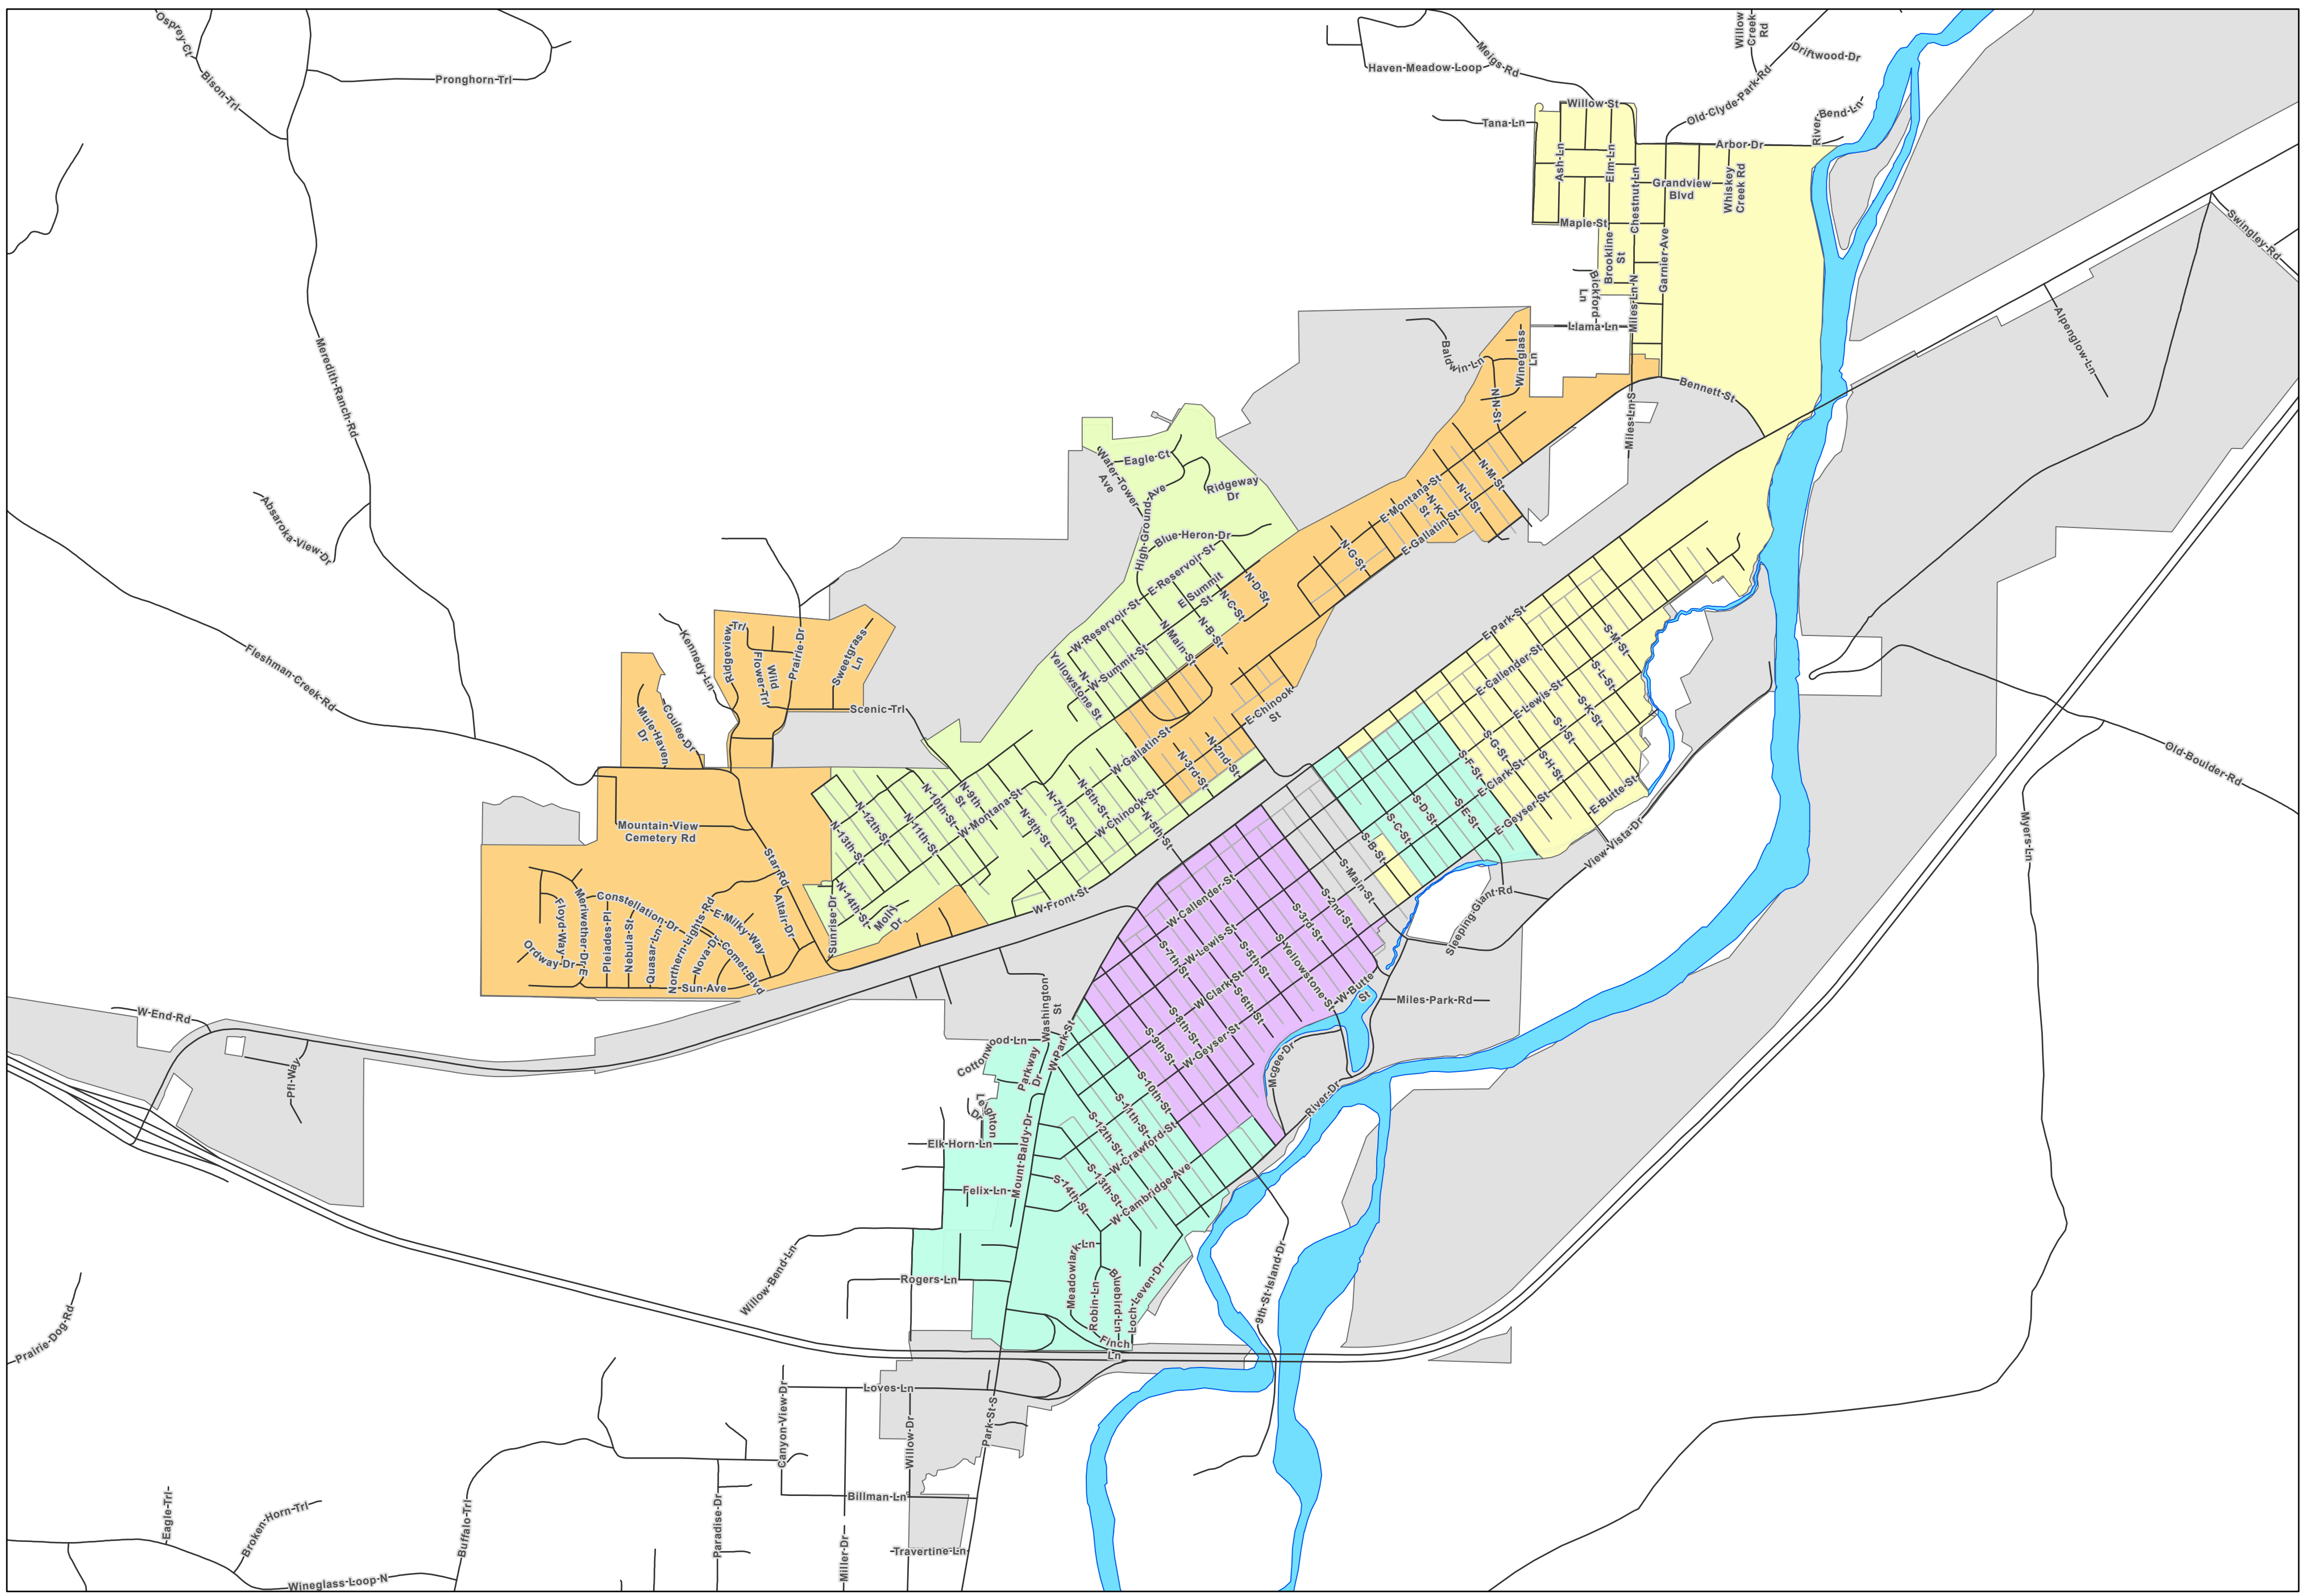 Osprey-Ct
Bison-Trl
Pronghorn-Trl
Haven-Meadow-Loop
Meigs-Rd
Willow
Creek-
Rd
Driftwood-Dr
Old-Clyde-Park-Rd
Bend-Ln
River-
Willow-St
Tana-Ln
Arbor-Dr
Ash-Ln
Elm-Ln
Chestnut-Ln
Grandview
Blvd
Whiskey
Creek Rd
Maple-St
Brookline
St
Garnier-Ave
Bickford
Ln
Miles-Ln-N
Llama-Ln
Swingley-Rd
Alpenglow-Ln
Meredith-Ranch-Rd
Baldwin-Ln
Wineglass-
Ln
N-N-St
Miles-Ln-S
Bennett-St
Eagle-Ct
Water-Tower
Ave
Ridgeway
Dr
High-Ground-Ave
Blue-Heron-Dr
E-Montana-St
N-M-St
N-L-St
N-K-
St
E-Gallatin-St
N-G-St
Absaroka-View-Dr
E-Reservoir-St
E-Summit
St
N-D-St
N-C-St
N-B-St
W-Reservoir-St
N-Main-St
W-Summit-St
N-
Yellowstone-St
Fleshman-Creek-Rd
Kennedy-Ln
Ridgeview-Trl
Wild
Flower-Trl
Prairie-Dr
Sweetgrass
Ln
Scenic-Trl
Mule-Haven-
Dr
Coulee-Dr
E-Chinook
St
W-Gallatin-St
N-2nd-St
N-3rd-St
E-Park-St
E-Callender-St
E-Lewis-St
S-M-St
S-L-St
S-K-St
S-I-St
S-H-St
S-G-St
S-F-St
E-Clark-St
E-Geyser-St
E-Butte-St
S-E-St
S-D-St
S-C-St
S-B-St
View-Vista-Dr
Old-Boulder-Rd
Myers-Ln
Mountain-View
Cemetery Rd
Star-Rd
N-13th-St
N-12th-St
N-11th-St
N-10th-St
N-9th-
St
W-Montana-St
N-8th-St
N-7th-St
N-6th-St
W-Chinook-St
N-5th-St
N-14th-St
Molly
Dr
W-Front-St
Sunrise-Dr
Altair-Dr
Meriwether-Dr-E
Floyd-Way
Ordway-Dr
Constellation-Dr
Pleiades-Pl
Nebula-St
Quasar-Ln
Northern-Lights-Rd
Nova-Dr
E-Milky-Way
Comet-Blvd
Sun-Ave
S-Main-St
S-2nd-St
S-3rd-St
S-Yellowstone-St
S-5th-St
S-6th-St
S-7th-St
S-8th-St
S-9th-St
S-10th-St
S-11th-St
S-12th-St
S-13th-St
S-14th-St
W-Callender-St
W-Lewis-St
W-Clark-St
W-Geyser-St
W-Butte
St
W-Crawford-St
W-Cambridge-Ave
Sleeping-Giant-Rd
Miles-Park-Rd
Mcgee-Dr
River-Dr
W-End-Rd
Pfl-Way
Washington
St
W-Park-St
Cottonwood-Ln
Parkway
Dr
Leighton
Dr
Elk-Horn-Ln
Felix-Ln
Mount-Baldy-Dr
Willow-Bend-Ln
Rogers-Ln
Meadowlark-Ln
Robin-Ln
Bluebird-Ln
Loch-Leven-Dr
Finch
Ln
9th-St-Island-Dr
Prairie-Dog-Rd
Loves-Ln
Canyon-View-Dr
Willow-Dr
Park-St-S
Billman-Ln
Travertine-Ln
Miller-Dr
Paradise-Dr
Buffalo-Trl
Eagle-Trl
Broken-Horn-Trl
Wineglass-Loop-N